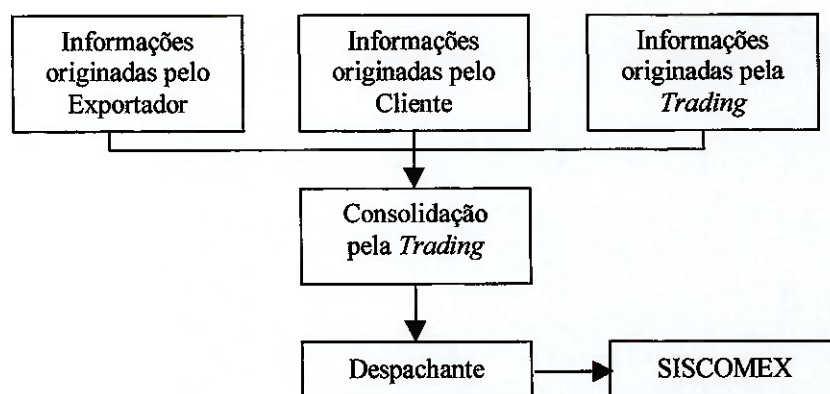 Informações
originadas pelo
Exportador
Informações
originadas pelo
Cliente
Informações
originadas pela
Trading
Consolidação
pela Trading
Despachante
SISCOMEX